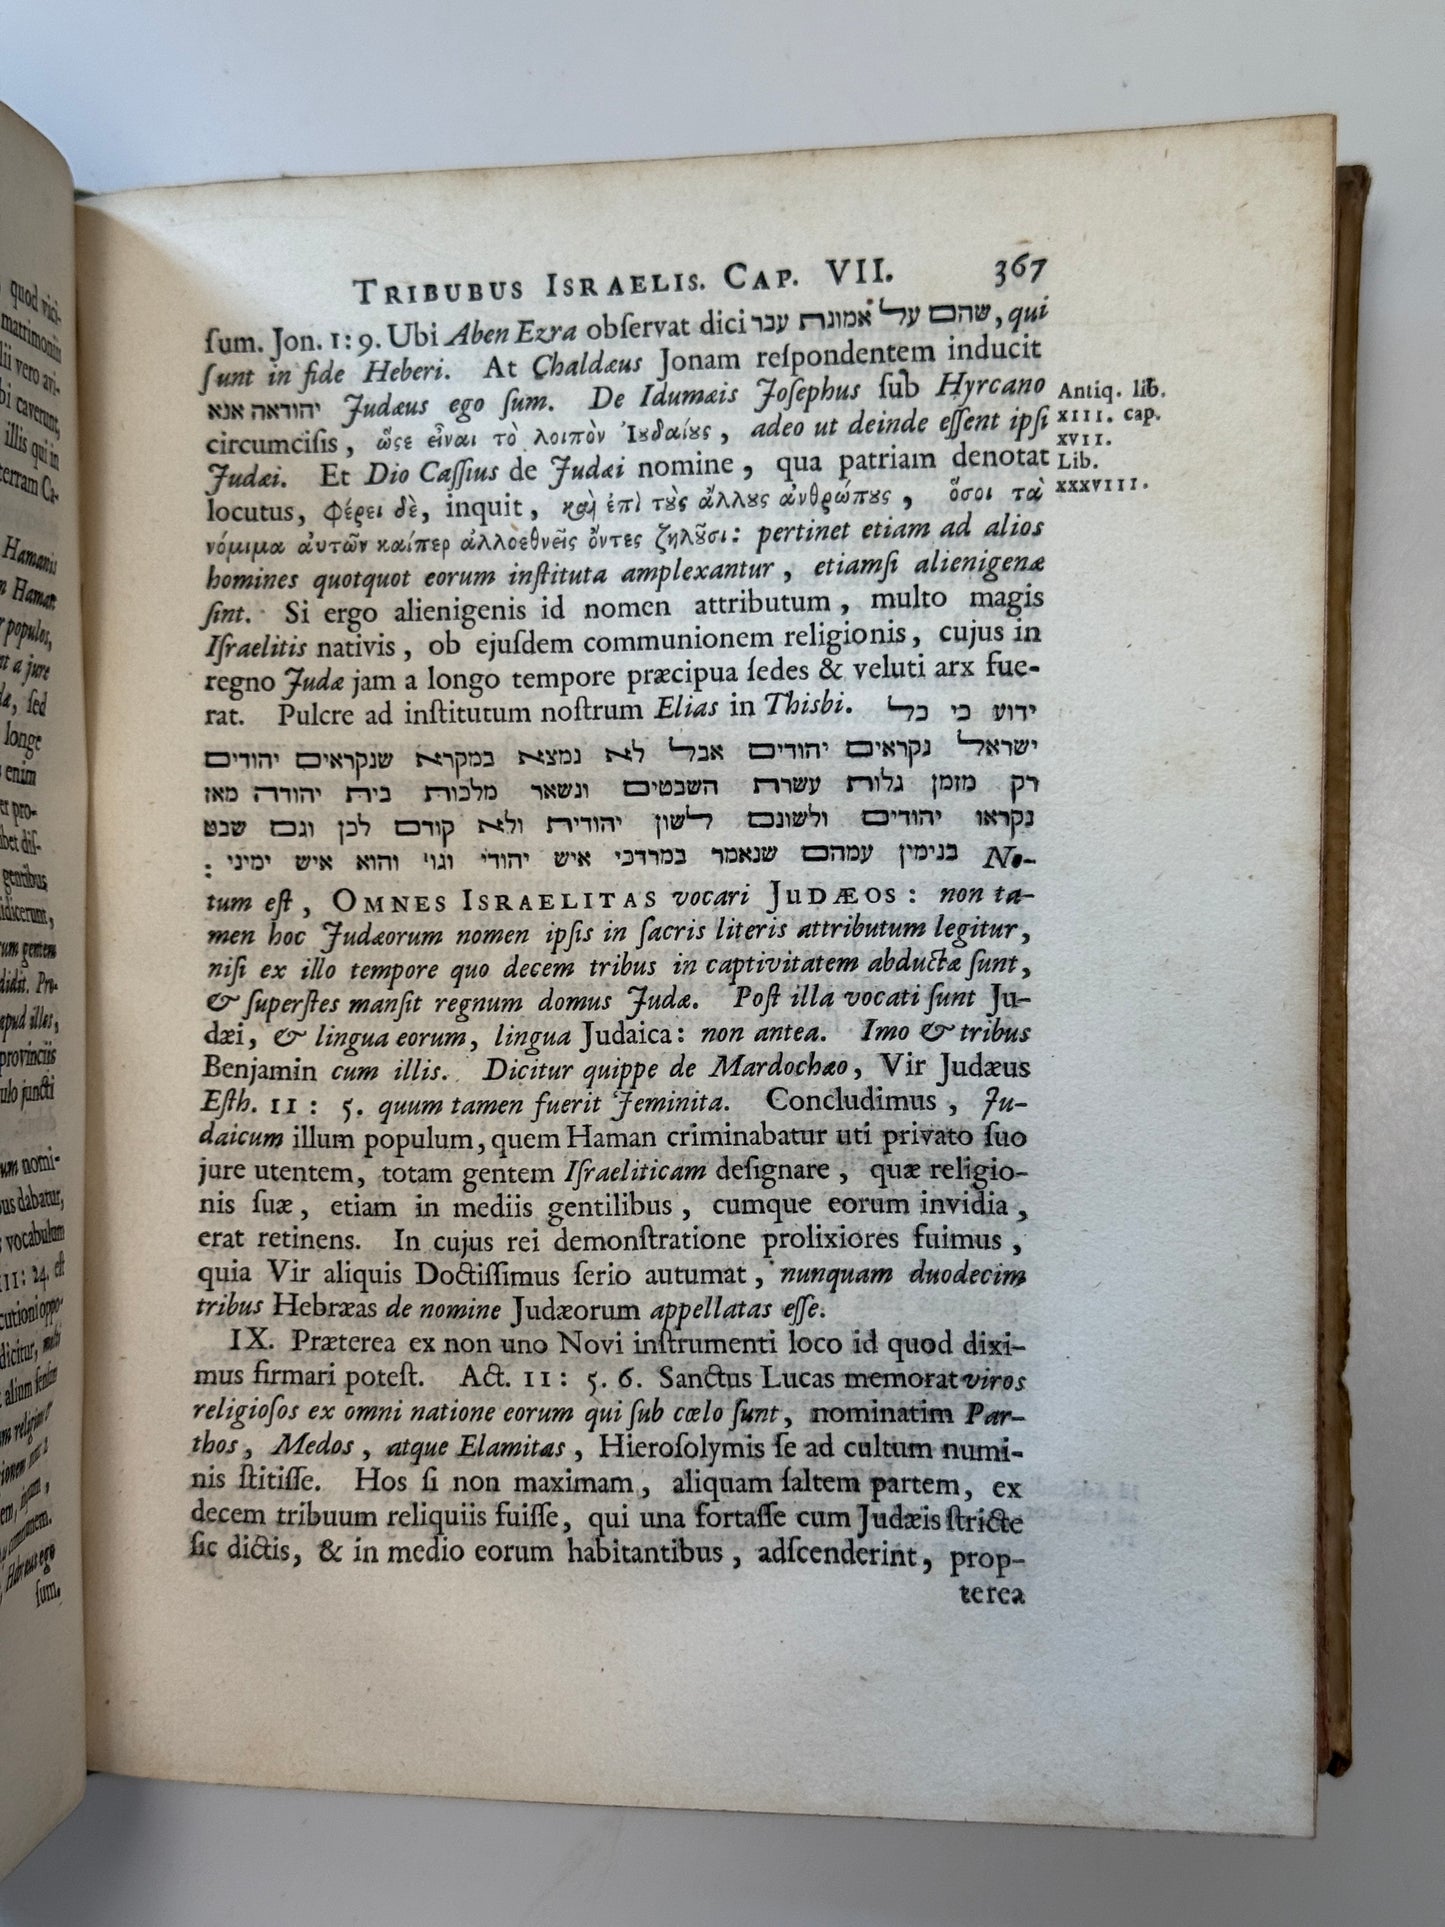 TRIBUBUS ISRAELIS. CAP. VII. 367
ſum. Jon. 1: 9. Ubi Aben Ezra obſervat dici שהם על אמונת עבר, qui
ſunt in fide Heberi. At Chaldæus Jonam reſpondentem inducit
יהודאה אנא Judæus ego ſum. De Idumæis Joſephus ſub Hyrcano
circumciſis, ὥςε εἶναι τὸ λοιπὸν Ἰȣδαίȣς, adeo ut deinde eſſent ipſi
Judæi. Et Dio Caſſius de Judæi nomine, qua patriam denotat
locutus, φέρει δὲ, inquit, καὶ ἐπὶ τȣ̀ς ἄλλȣς ἀνθρώπȣς, ὅσοι τὰ
νόμιμα ἀυτῶν καίπερ ἀλλοεθνεῖς ὄντες ζηλȣ͂σι: pertinet etiam ad alios
homines quotquot eorum inſtituta amplexantur, etiamſi alienigenæ
ſint. Si ergo alienigenis id nomen attributum, multo magis
Iſraelitis nativis, ob ejuſdem communionem religionis, cujus in
regno Judæ jam a longo tempore præcipua ſedes & veluti arx fue-
rat. Pulcre ad inſtitutum noſtrum Elias in Thisbi. ידוע כי כל
ישראל נקראים יהודים אבל לא נמצא במקרא שנקראים יהודים
רק מזמן גלות עשרת השבטים ונשאר מלכות בית יהודה מאז
נקראו יהודים ולשונם לשון יהודית ולא קודם לכן וגם שבט
בנימין עמהם שנאמר במרדכי איש יהודי וגו' והוא איש ימיני: No-
tum eſt, OMNES ISRAELITAS vocari JUDÆOS: non ta-
men hoc Judæorum nomen ipſis in ſacris literis attributum legitur,
niſi ex illo tempore quo decem tribus in captivitatem abductæ ſunt,
& ſuperſtes manſit regnum domus Judæ. Poſt illa vocati ſunt Ju-
dæi, & lingua eorum, lingua Judaica: non antea. Imo & tribus
Benjamin cum illis. Dicitur quippe de Mardochæo, Vir Judæus
Eſth. 11: 5. quum tamen fuerit Jeminita. Concludimus, Ju-
daicum illum populum, quem Haman criminabatur uti privato ſuo
jure utentem, totam gentem Iſraeliticam deſignare, quæ religio-
nis ſuæ, etiam in mediis gentilibus, cumque eorum invidia,
erat retinens. In cujus rei demonſtratione prolixiores fuimus,
quia Vir aliquis Doctiſſimus ſerio autumat, nunquam duodecim
tribus Hebræas de nomine Judæorum appellatas eſſe.
IX. Præterea ex non uno Novi inſtrumenti loco id quod dixi-
mus firmari poteſt. Act. 11: 5. 6. Sanctus Lucas memorat viros
religioſos ex omni natione eorum qui ſub cœlo ſunt, nominatim Par-
thos, Medos, atque Elamitas, Hieroſolymis ſe ad cultum numi-
nis ſtitiſſe. Hos ſi non maximam, aliquam ſaltem partem, ex
decem tribuum reliquiis fuiſſe, qui una fortaſſe cum Judæis ſtricte
ſic dictis, & in medio eorum habitantibus, adſcenderint, prop-
terea
Antiq. lib.
XIII. cap.
XVII.
Lib.
XXXVIII.